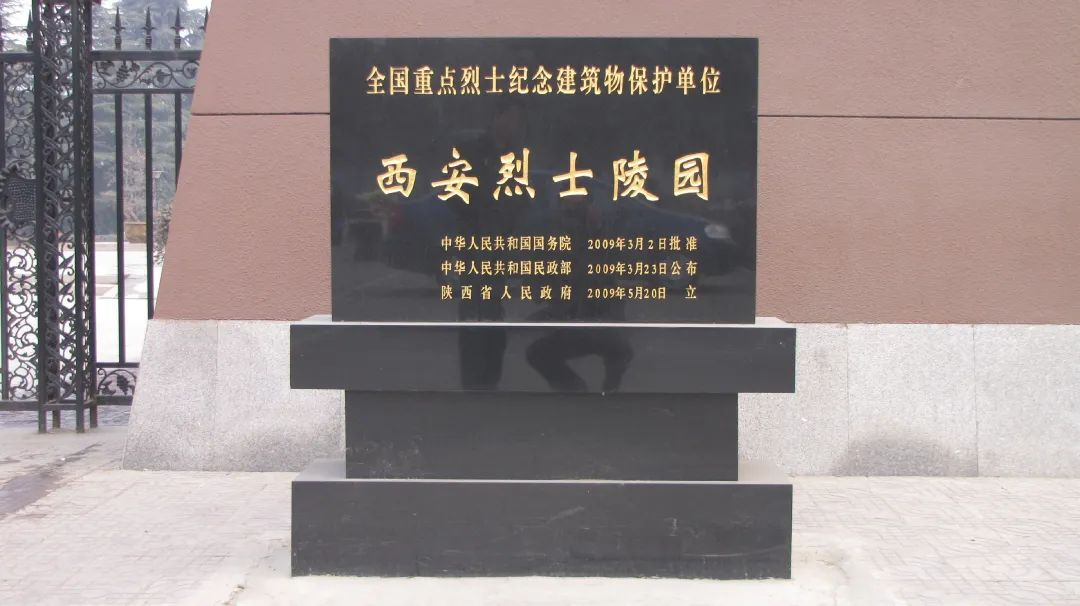 全国重点烈士纪念建筑物保护单位
西安烈士陵园
中华人民共和国国务院 2009年3月2日批准
中华人民共和国民政部 2009年3月23日公布
陕西省人民政府 2009年5月20日 立